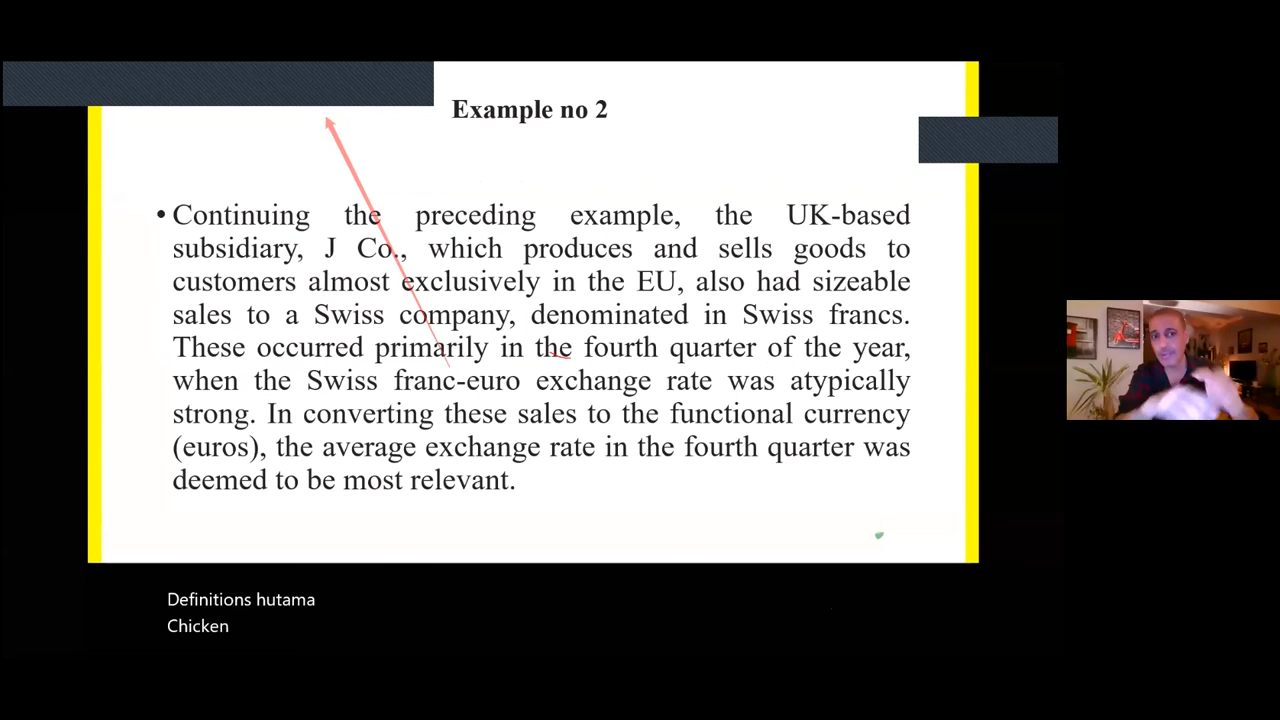 Example no 2
• Continuing the preceding example, the UK-based
subsidiary, J Co., which produces and sells goods to
customers almost exclusively in the EU, also had sizeable
sales to a Swiss company, denominated in Swiss francs.
These occurred primarily in the fourth quarter of the year,
when the Swiss franc-euro exchange rate was atypically
strong. In converting these sales to the functional currency
(euros), the average exchange rate in the fourth quarter was
deemed to be most relevant.
Definitions hutama
Chicken